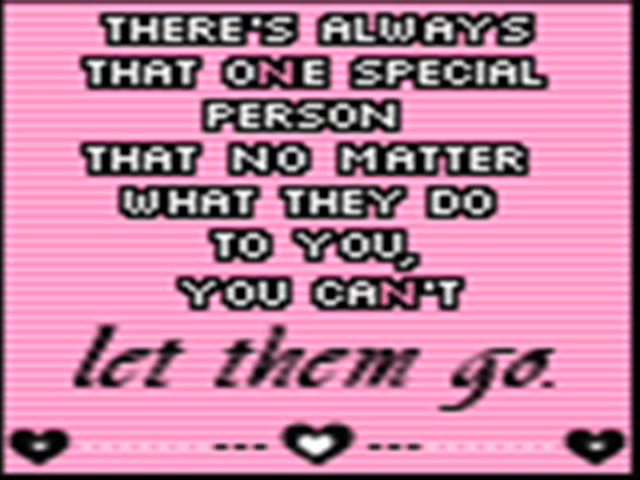 THERE'S ALWAYS
THAT ONE SPECIAL
PERSON
THAT NO MATTER
WHAT THEY DO
TO YOU,
YOU CAN'T
let them go.